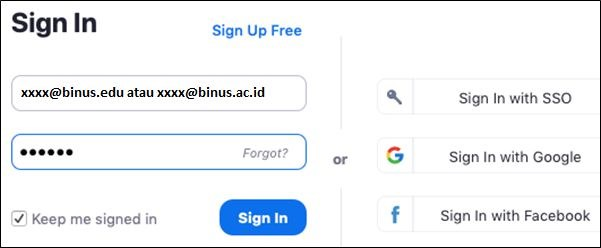 Sign In
Sign Up Free
xxxx@binus.edu atau xxxx@binus.ac.id
Forgot?
Keep me signed in
Sign In
or
Sign In with SSO
Sign In with Google
Sign In with Facebook